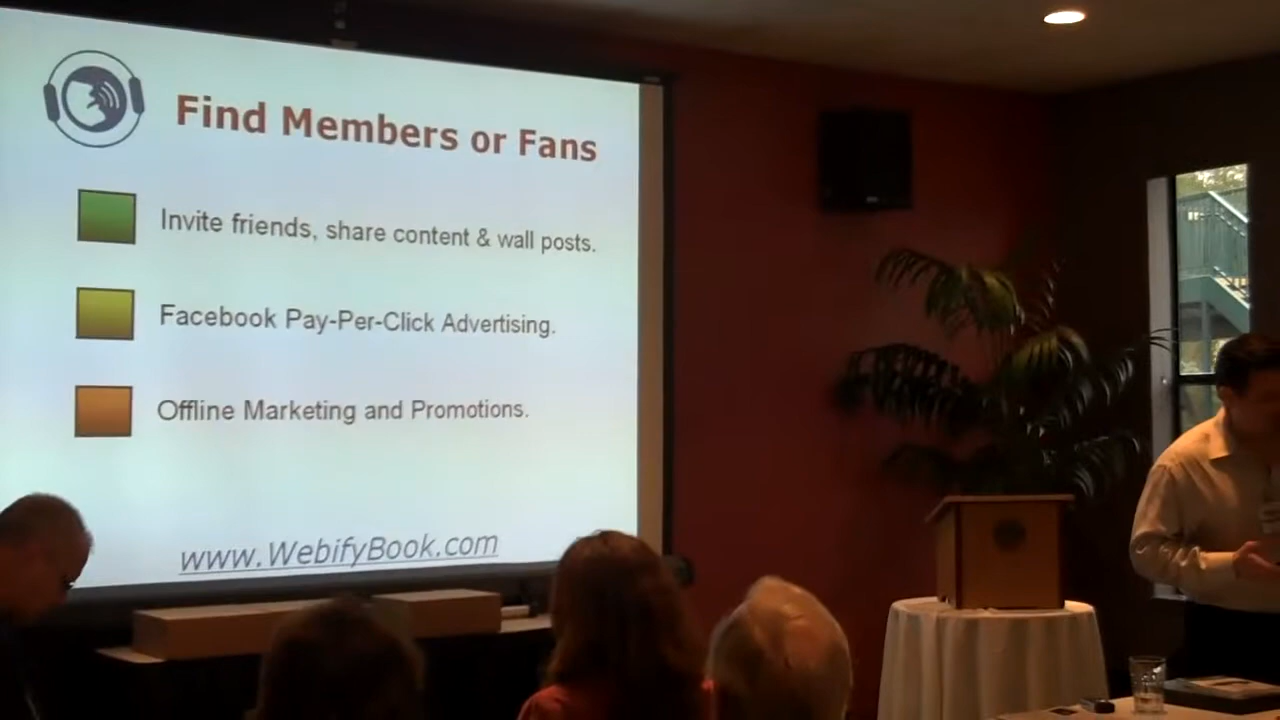 Find Members or Fans
Invite friends, share content & wall posts.
Facebook Pay-Per-Click Advertising.
Offline Marketing and Promotions.
www.WebifyBook.com